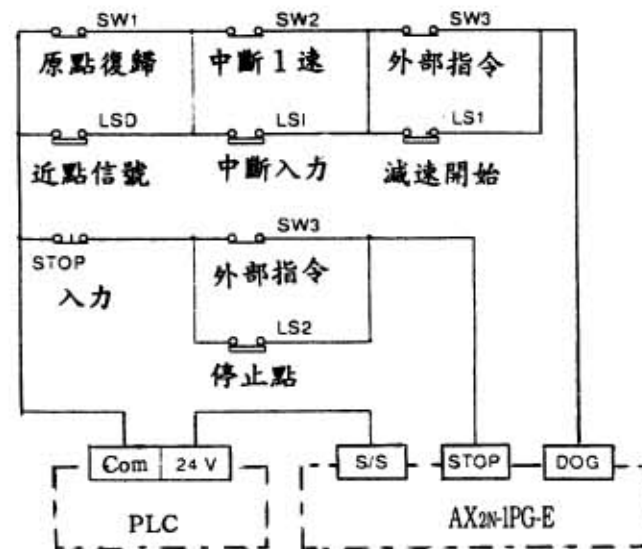 SW1 SW2 SW3
原點復歸 中斷1速 外部指令
LSD LSI LS1
近點信號 中斷入力 減速開始
SW3
STOP 外部指令
入力
LS2
停止點
Com 24 V S/S STOP DOG
PLC AX2N-1PG-E